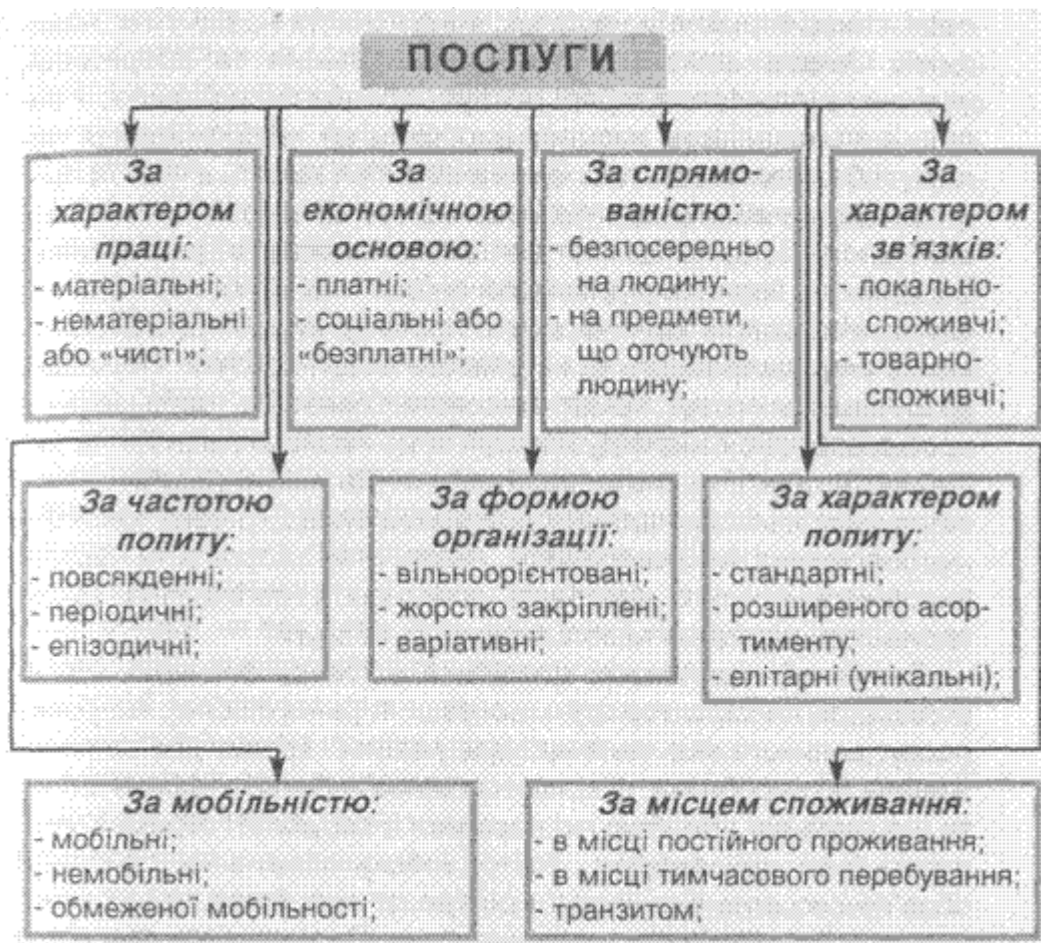 ПОСЛУГИ
За
характером
праці:
- матеріальні;
- нематеріальні
або «чисті»;
За
економічною
основою:
- платні;
- соціальні або
«безплатні»;
За спрямо-
ваністю:
- безпосередньо
на людину;
- на предмети,
що оточують
людину;
За
характером
зв'язків:
- локально-
споживчі;
- товарно-
споживчі;
За частотою
попиту:
- повсякденні;
- періодичні;
- епізодичні;
За формою
організації:
- вільноорієнтовані;
- жорстко закріплені;
- варіативні;
За характером
попиту:
- стандартні;
- розширеного асор-
тименту;
- елітарні (унікальні);
За мобільністю:
- мобільні;
- немобільні;
- обмеженої мобільності;
За місцем споживання:
- в місці постійного проживання;
- в місці тимчасового перебування;
- транзитом;